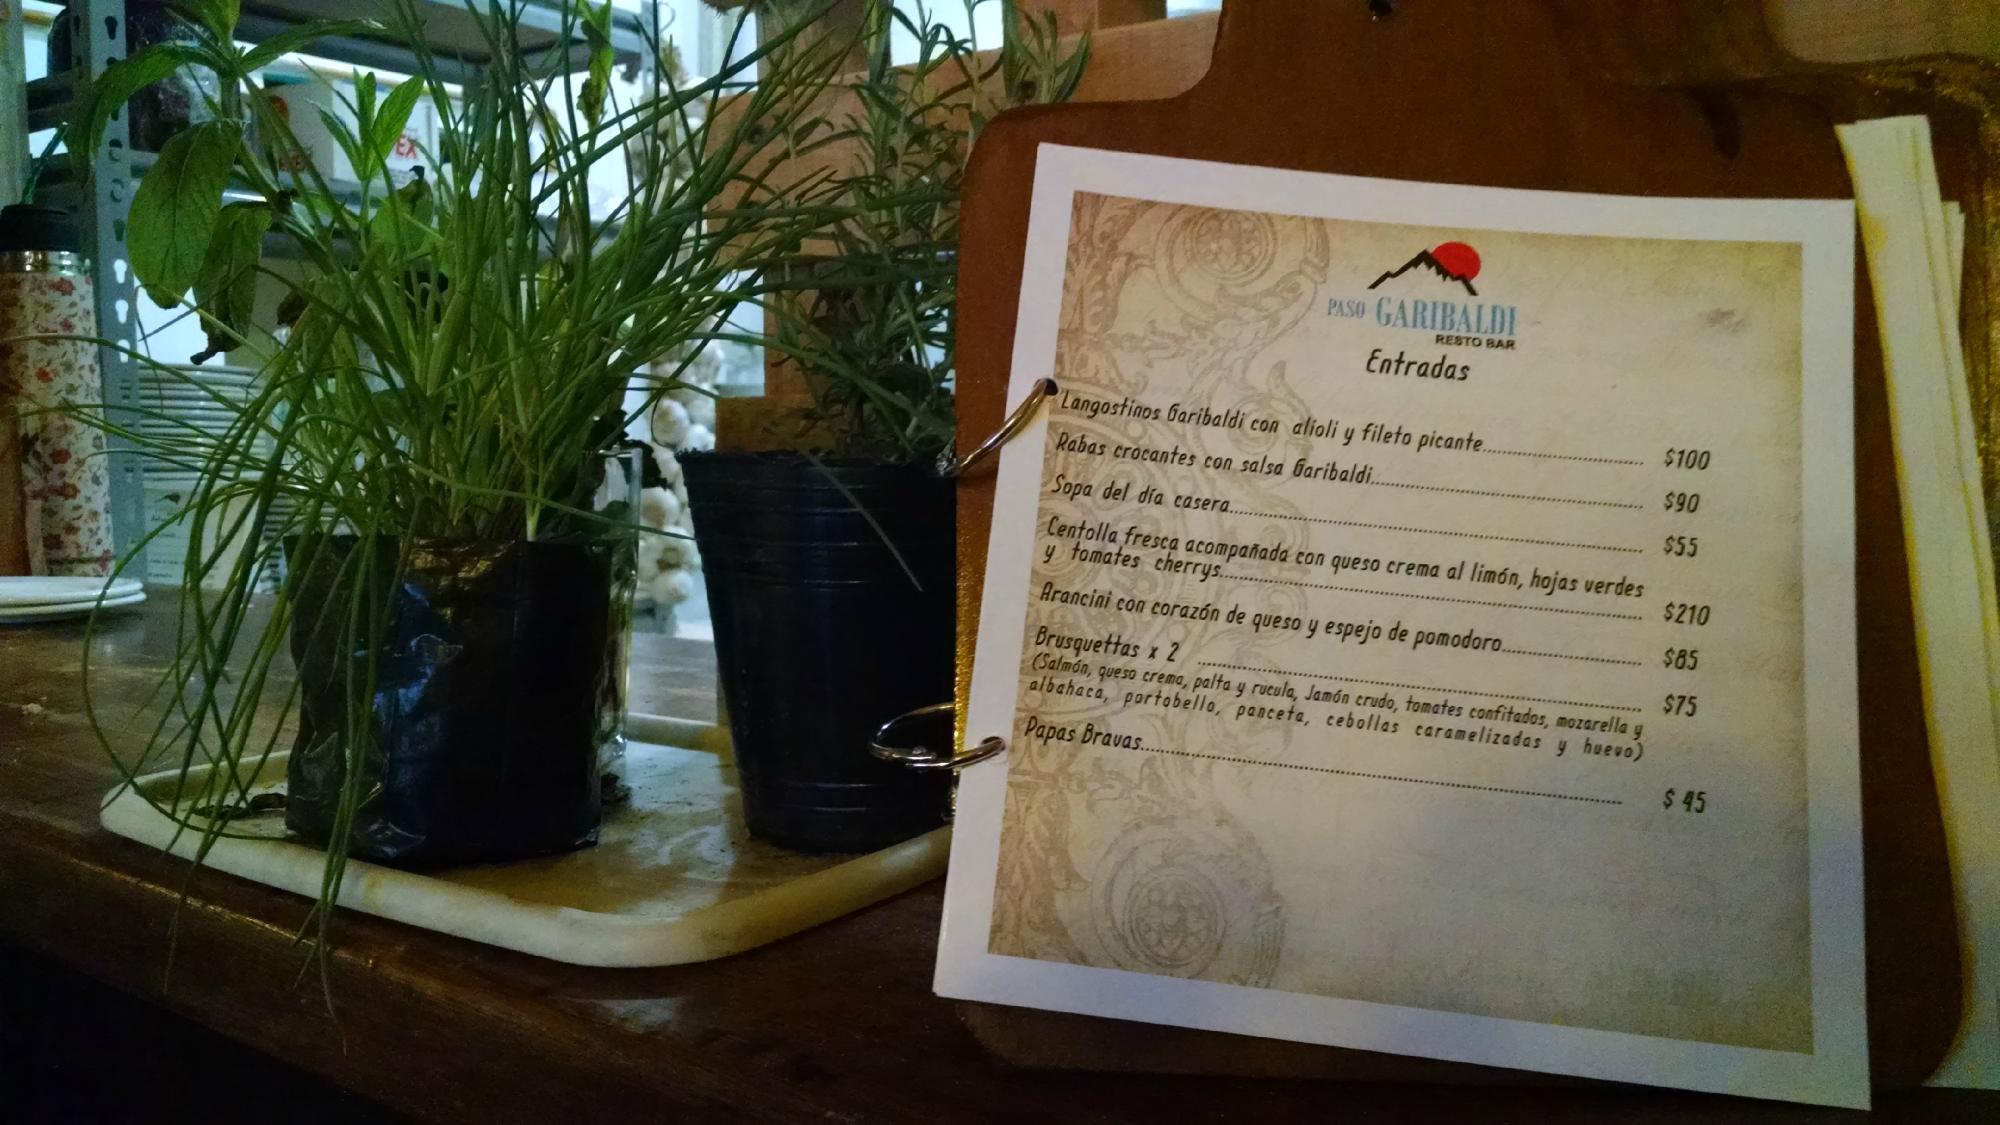 PASO GARIBALDI
RESTO BAR
Entradas
Langostinos Garibaldi con alioli y fileto picante........ $100
Rabas crocantes con salsa Garibaldi........ $90
Sopa del día casera........ $55
Centolla fresca acompañada con queso crema al limón, hojas verdes
y tomates cherrys........ $210
Arancini con corazón de queso y espejo de pomodoro........ $85
Brusquettas x 2 ........ $75
(Salmón, queso crema, palta y rucula, Jamón crudo, tomates confitados, mozarella y
albahaca, portobello, panceta, cebollas caramelizadas y huevo)
Papas Bravas........ $ 45